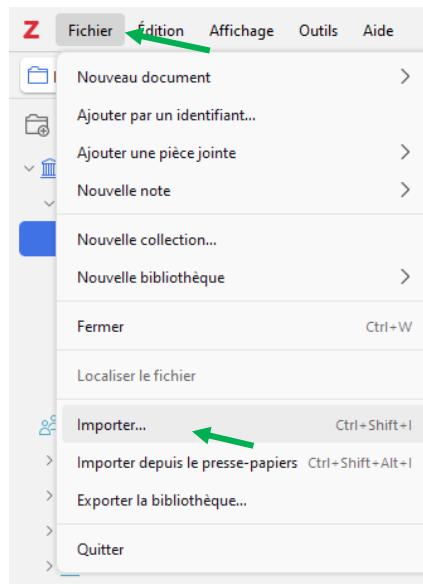 Z Fichier Édition Affichage Outils Aide
Nouveau document
Ajouter par un identifiant...
Ajouter une pièce jointe
Nouvelle note
Nouvelle collection...
Nouvelle bibliothèque
Fermer Ctrl+W
Localiser le fichier
Importer... Ctrl+Shift+I
Importer depuis le presse-papiers Ctrl+Shift+Alt+I
Exporter la bibliothèque...
Quitter